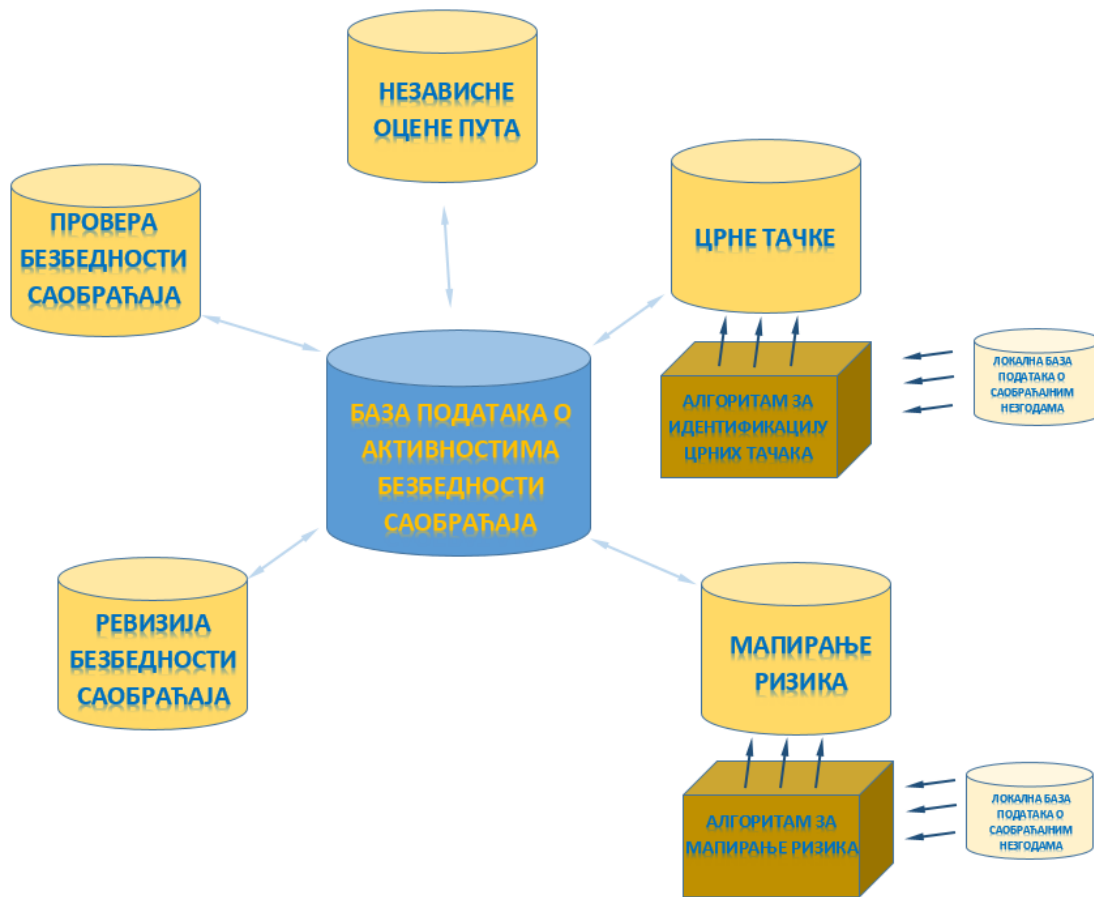 НЕЗАВИСНЕ
ОЦЕНЕ ПУТА
ПРОВЕРА
БЕЗБЕДНОСТИ
САОБРАЋАЈА
ЦРНЕ ТАЧКЕ
АЛГОРИТАМ ЗА
ИДЕНТИФИКАЦИЈУ
ЦРНИХ ТАЧАКА
ЛОКАЛНА БАЗА
ПОДАТАКА О
САОБРАЋАЈНИМ
НЕЗГОДАМА
БАЗА ПОДАТАКА О
АКТИВНОСТИМА
БЕЗБЕДНОСТИ
САОБРАЋАЈА
РЕВИЗИЈА
БЕЗБЕДНОСТИ
САОБРАЋАЈА
МАПИРАЊЕ
РИЗИКА
АЛГОРИТАМ ЗА
МАПИРАЊЕ РИЗИКА
ЛОКАЛНА БАЗА
ПОДАТАКА О
САОБРАЋАЈНИМ
НЕЗГОДАМА